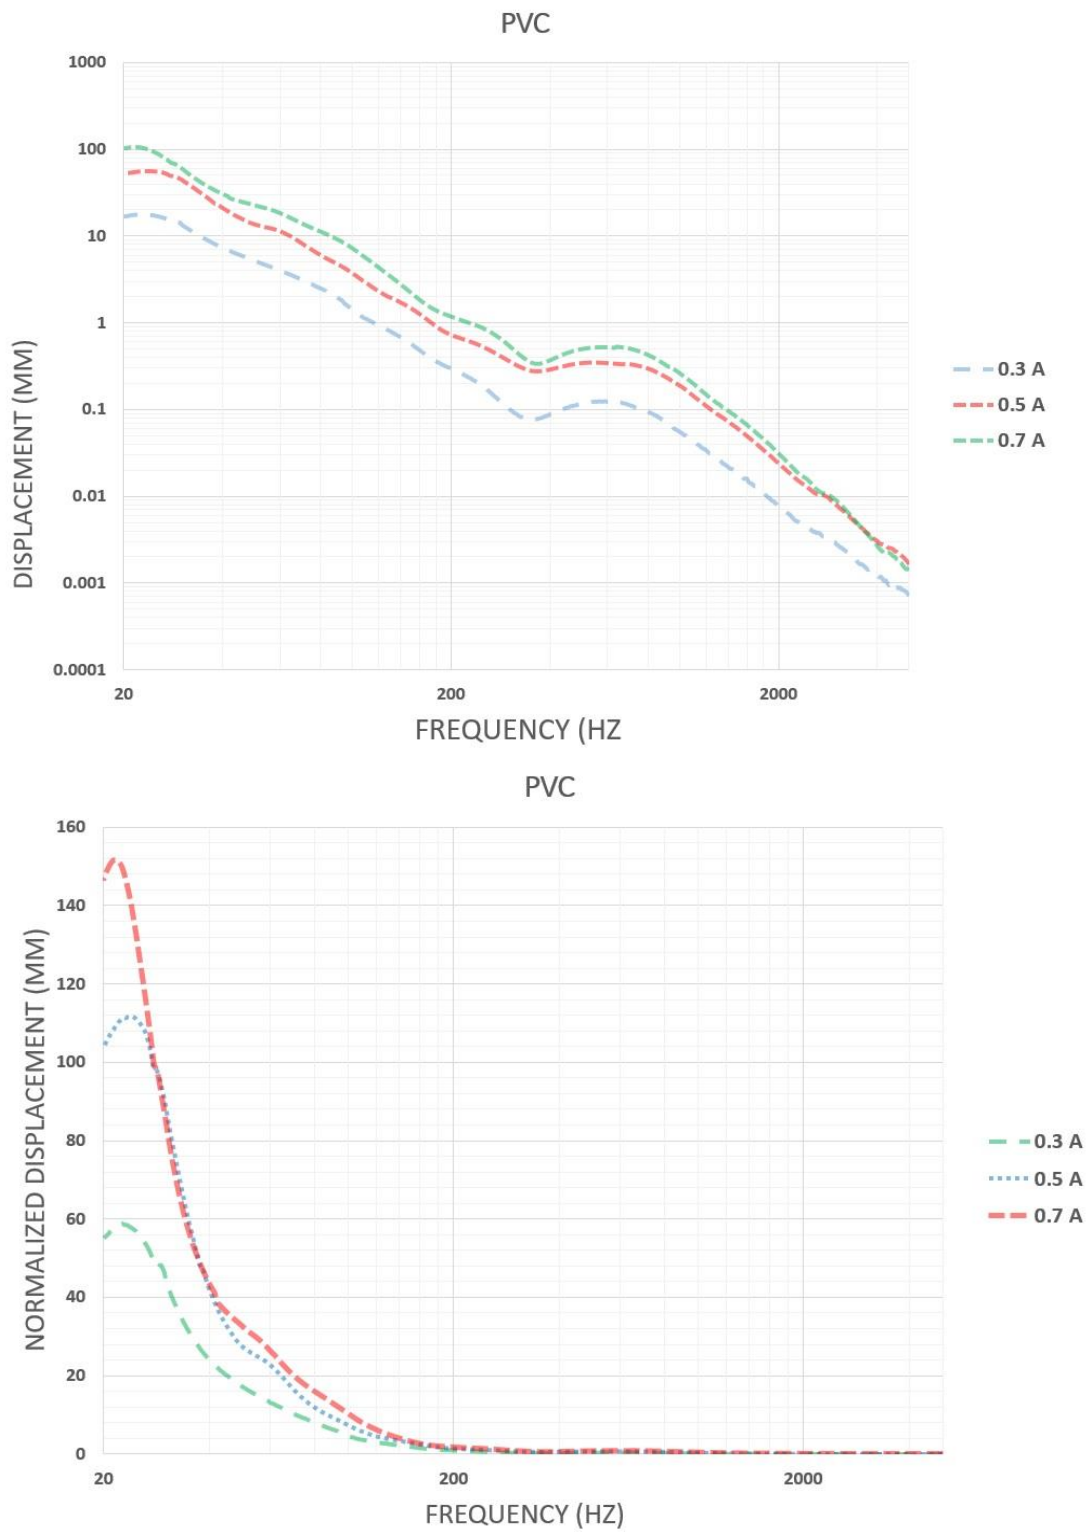 PVC
1000
100
10
1
0.1
0.01
0.001
0.0001
DISPLACEMENT (MM)
20
200
2000
FREQUENCY (HZ
0.3 A
0.5 A
0.7 A
PVC
160
140
120
100
80
60
40
20
0
NORMALIZED DISPLACEMENT (MM)
20
200
2000
FREQUENCY (HZ)
0.3 A
0.5 A
0.7 A